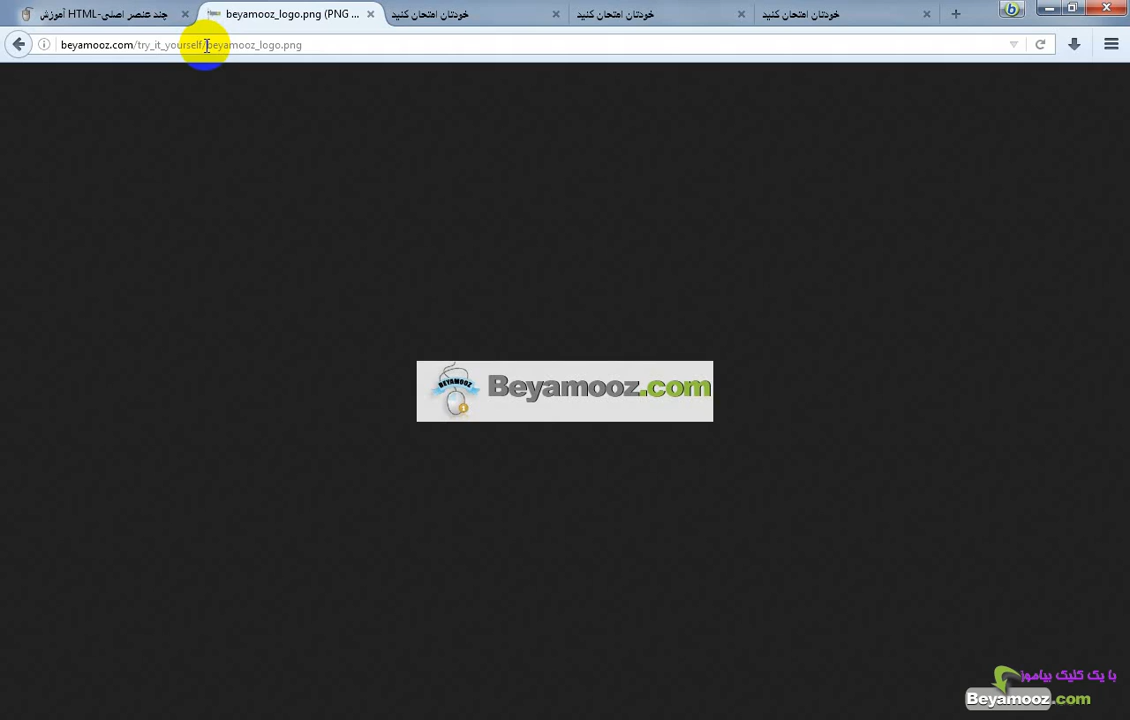 آموزش HTML-چند عنصر اصلی
beyamooz_logo.png (PNG ...
خودتان امتحان کنید
خودتان امتحان کنید
خودتان امتحان کنید
beyamooz.com/try_it_yourself/beyamooz_logo.png
BEYAMOOZ
Beyamooz.com
با یک کلیک بیاموز
Beyamooz.com